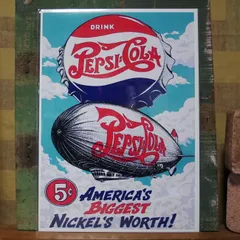 DRINK
PEPSI-COLA
PEPSI-COLA
5¢
AMERICA'S
BIGGEST
NICKEL'S WORTH!